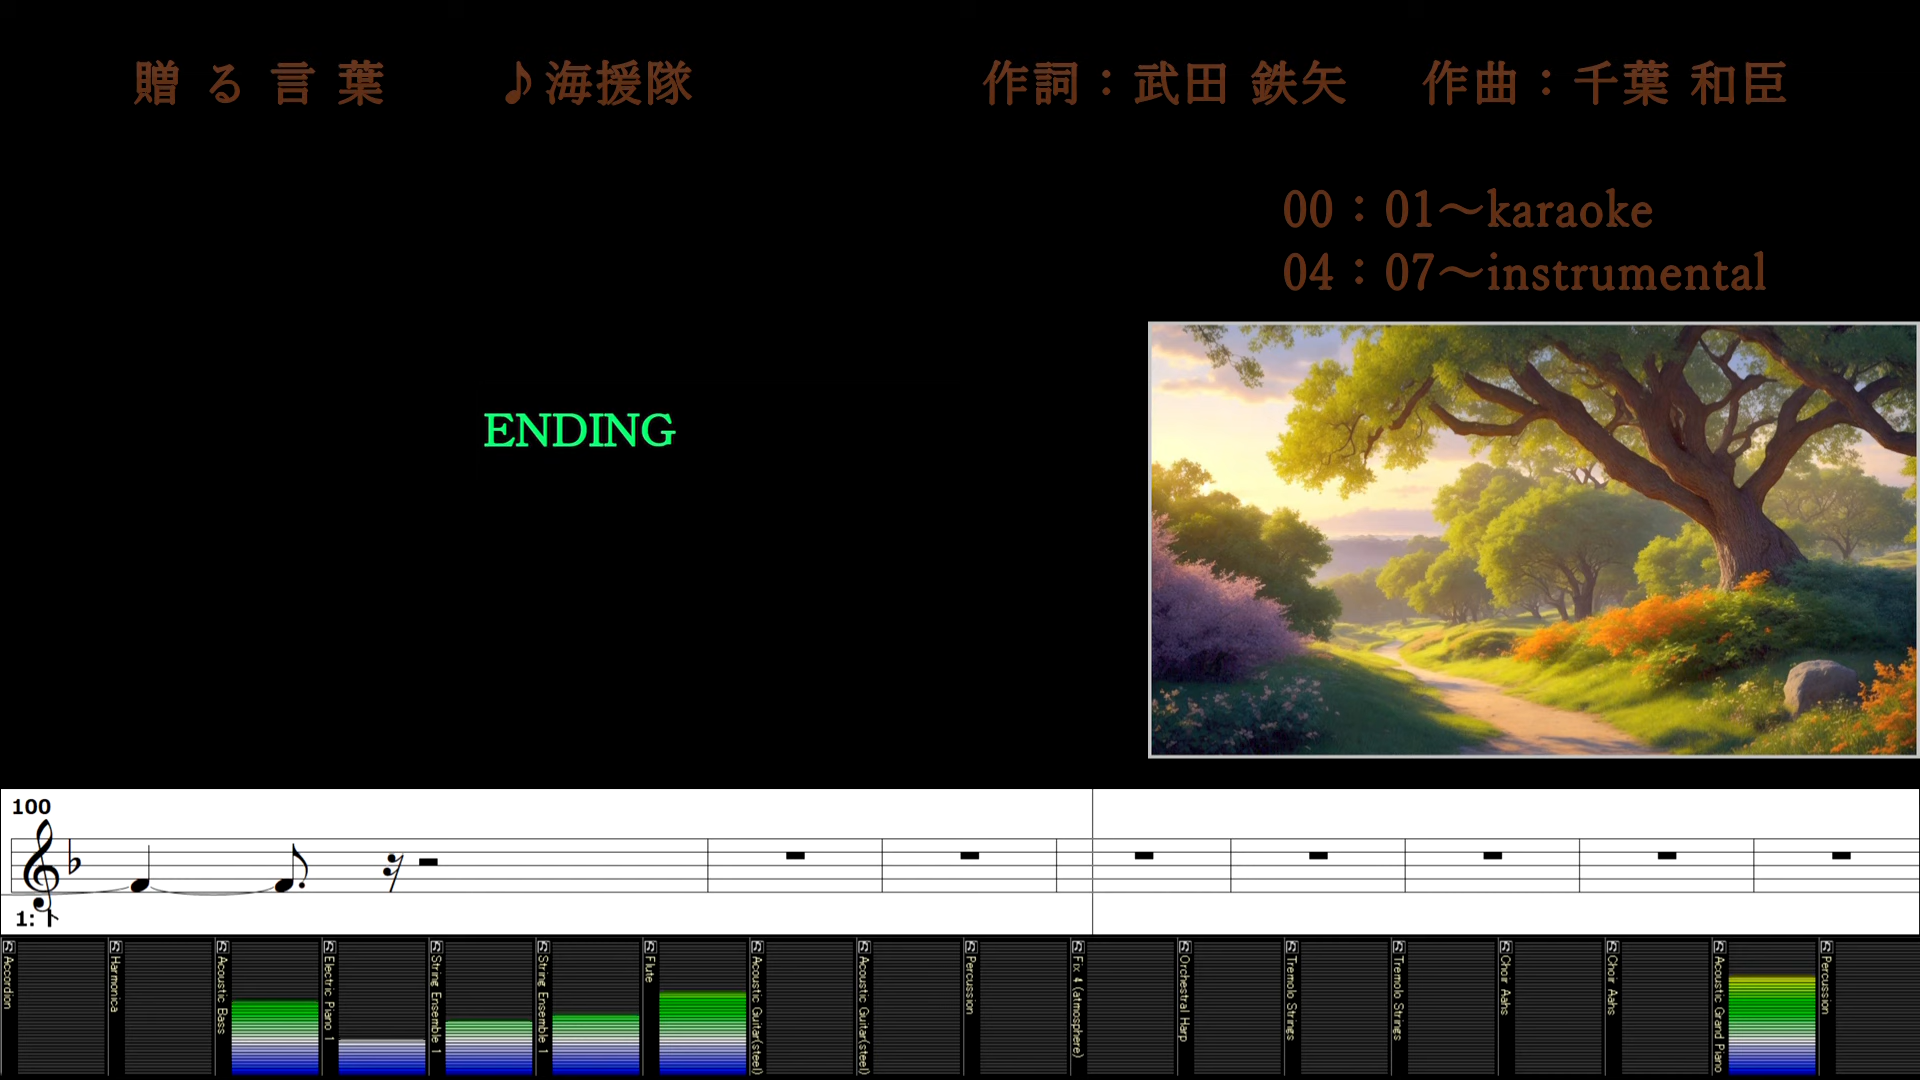 贈る言葉 ♪海援隊 作詞：武田 鉄矢 作曲：千葉 和臣
00：01～karaoke
04：07～instrumental
ENDING
100
1: ト
Accordion
Harmonica
Acoustic Bass
Electric Piano 1
String Ensemble 1
String Ensemble 1
Flute
Acoustic Guitar(steel)
Acoustic Guitar(steel)
Percussion
Fix 4 (atmosphere)
Orchestral Harp
Tremolo Strings
Tremolo Strings
Choir Aahs
Choir Aahs
Acoustic Grand Piano
Percussion